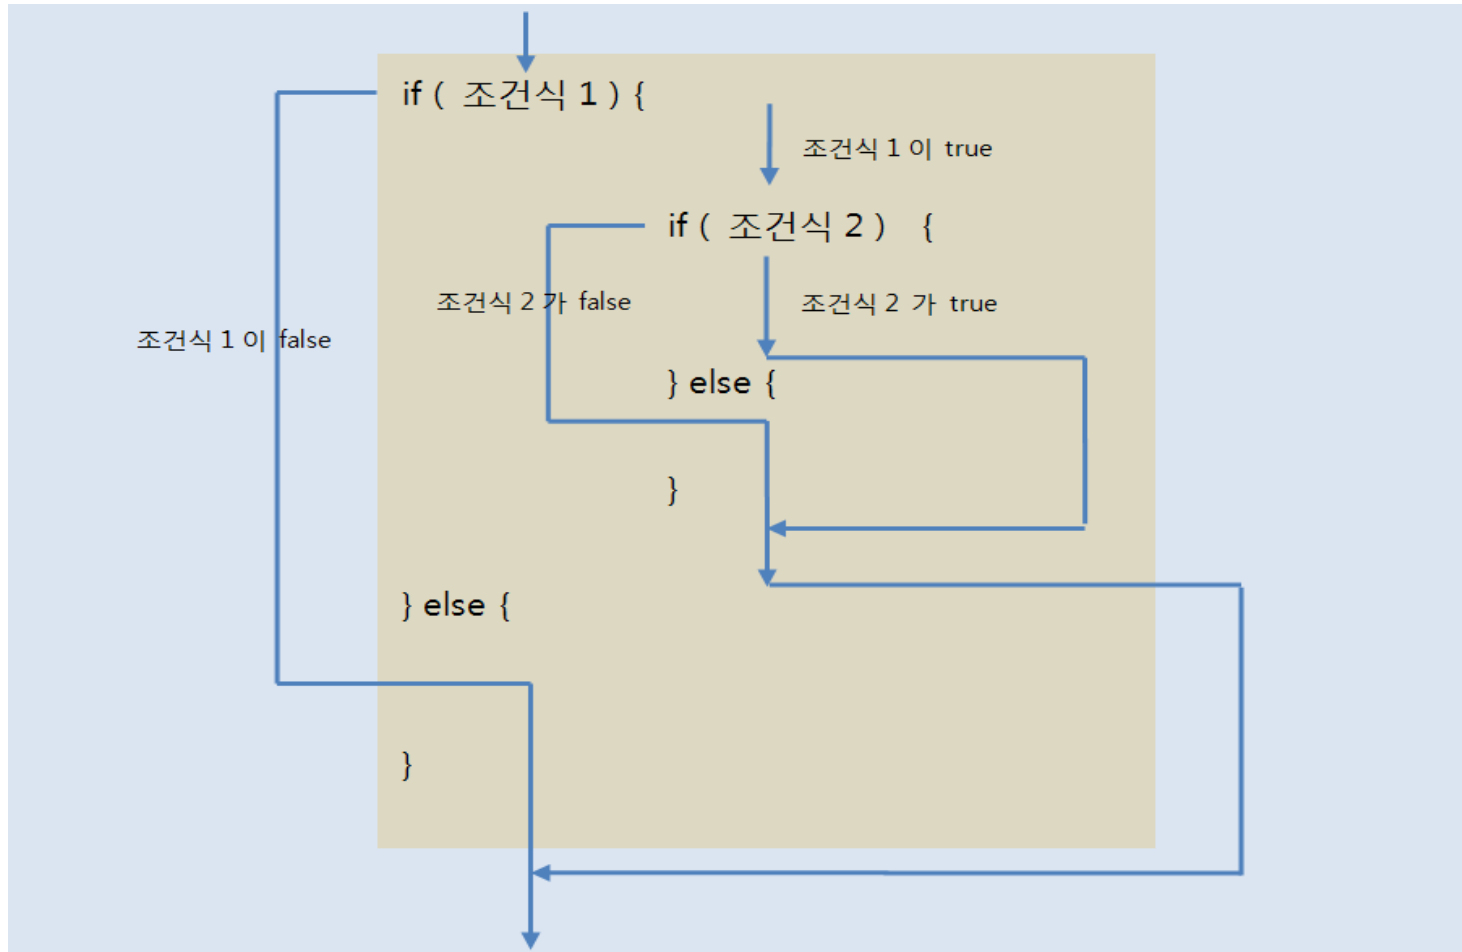 if ( 조건식 1 ) {
조건식 1 이 true
if ( 조건식 2 ) {
조건식 2 가 false
조건식 2 가 true
조건식 1 이 false
} else {
}
} else {
}